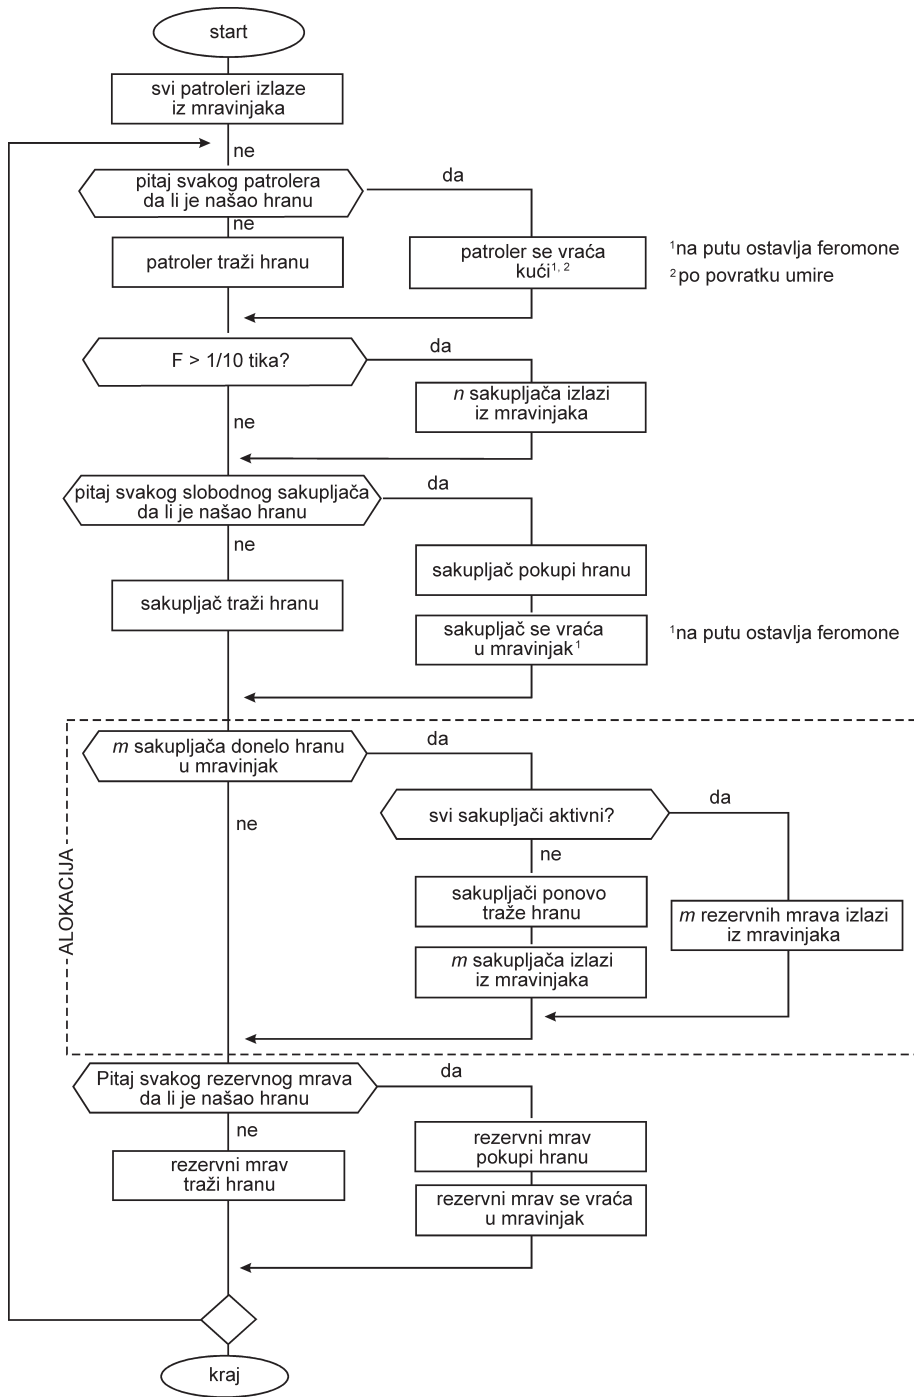 start
svi patroleri izlaze
iz mravinjaka
ne
pitaj svakog patrolera
da li je našao hranu
da
ne
patroler traži hranu
patroler se vraća
kući1, 2
1na putu ostavlja feromone
2po povratku umire
F > 1/10 tika?
da
n sakupljača izlazi
iz mravinjaka
ne
pitaj svakog slobodnog sakupljača
da li je našao hranu
da
ne
sakupljač pokupi hranu
sakupljač traži hranu
sakupljač se vraća
u mravinjak1
1na putu ostavlja feromone
m sakupljača donelo hranu
u mravinjak
da
svi sakupljači aktivni?
da
ne
ne
ALOKACIJA
sakupljači ponovo
traže hranu
m rezervnih mrava izlazi
iz mravinjaka
m sakupljača izlazi
iz mravinjaka
Pitaj svakog rezervnog mrava
da li je našao hranu
da
ne
rezervni mrav
pokupi hranu
rezervni mrav
traži hranu
rezervni mrav se vraća
u mravinjak
kraj